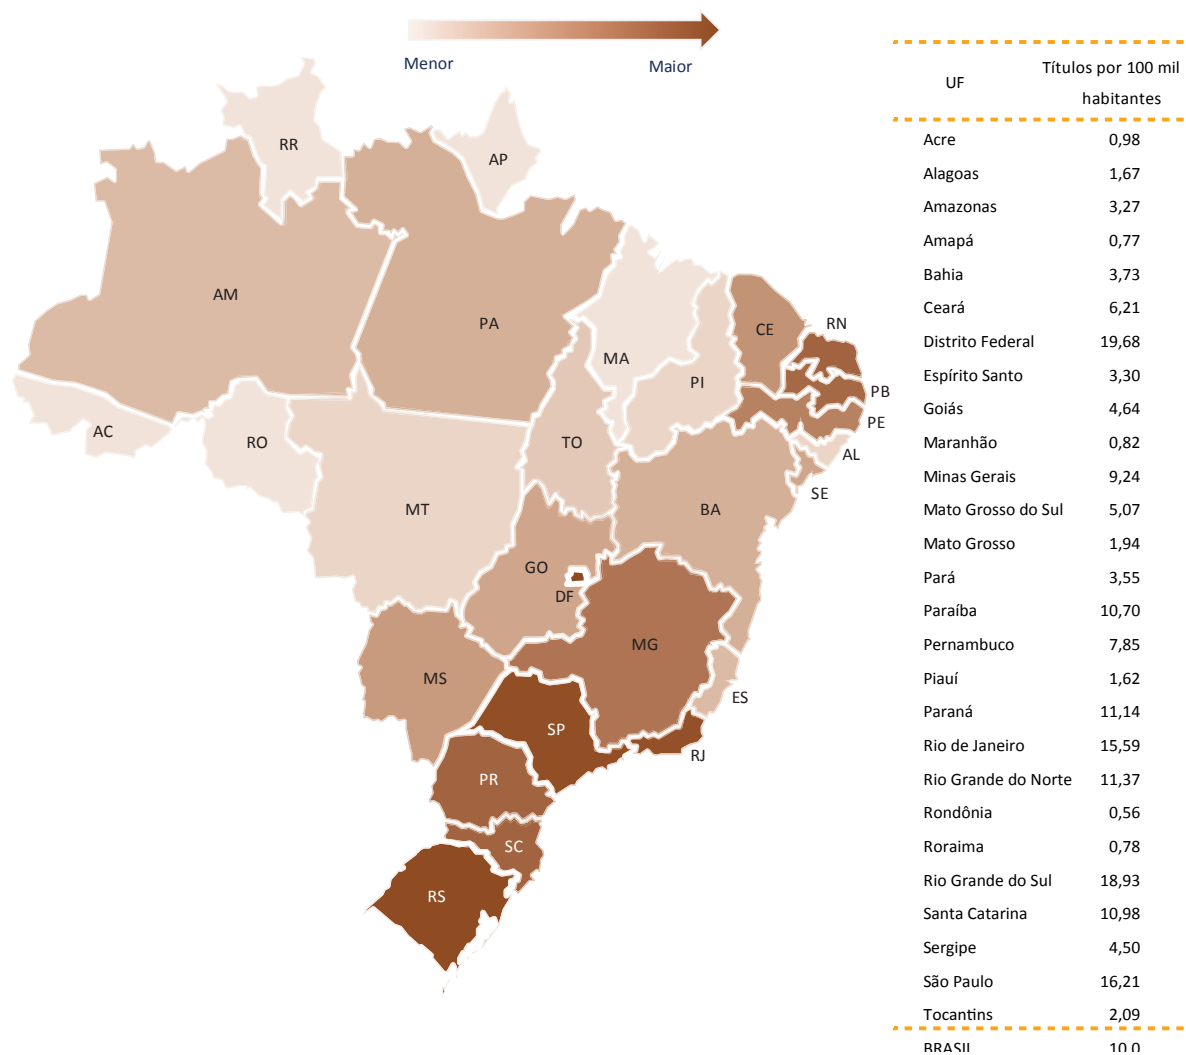 Menor
Maior
RR
AP
AM
PA
MA
CE
RN
PI
PB
PE
AC
RO
TO
AL
SE
MT
BA
GO
DF
MG
MS
ES
SP
RJ
PR
SC
RS
UF Títulos por 100 mil
habitantes
Acre 0,98
Alagoas 1,67
Amazonas 3,27
Amapá 0,77
Bahia 3,73
Ceará 6,21
Distrito Federal 19,68
Espírito Santo 3,30
Goiás 4,64
Maranhão 0,82
Minas Gerais 9,24
Mato Grosso do Sul 5,07
Mato Grosso 1,94
Pará 3,55
Paraíba 10,70
Pernambuco 7,85
Piauí 1,62
Paraná 11,14
Rio de Janeiro 15,59
Rio Grande do Norte 11,37
Rondônia 0,56
Roraima 0,78
Rio Grande do Sul 18,93
Santa Catarina 10,98
Sergipe 4,50
São Paulo 16,21
Tocantins 2,09
BRASIL 10,0